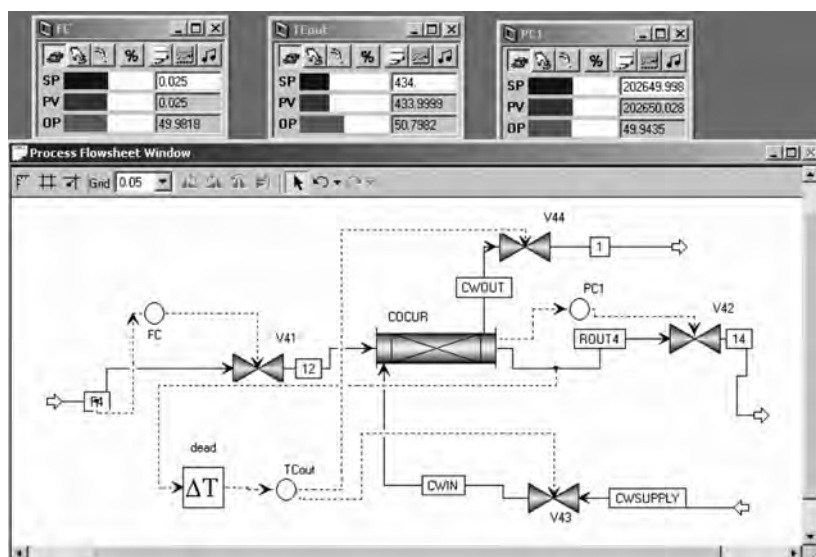 FC
SP 0.025
PV 0.025
OP 49.9818
TCout
SP 434.
PV 433.9999
OP 50.7982
PC1
SP 202649.998
PV 202650.028
OP 49.9435
%
%
%
Process Flowsheet Window
Grid 0.05
V44
1
CWOUT
PC1
V42
COCUR
FC
V41
ROUT4
14
12
dead
TCout
ΔT
CWIN
CWSUPPLY
V43